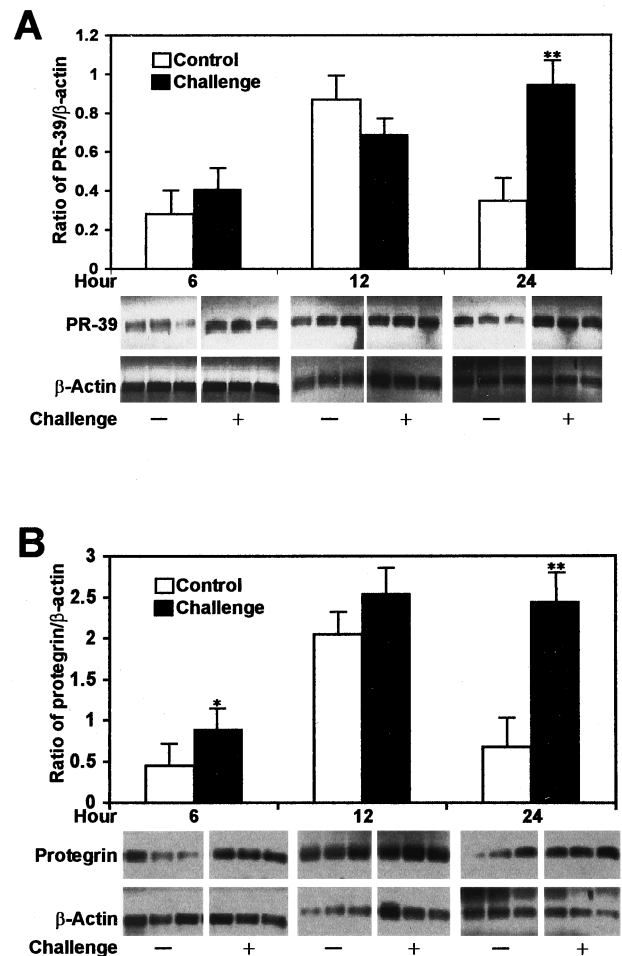 A
Ratio of PR-39/β-actin
1.2
1
0.8
0.6
0.4
0.2
0
Control
Challenge
**
Hour 6 12 24
PR-39
β-Actin
Challenge — + — + — +
B
Ratio of protegrin/β-actin
3
2.5
2
1.5
1
0.5
0
Control
Challenge
*
**
Hour 6 12 24
Protegrin
β-Actin
Challenge — + — + — +